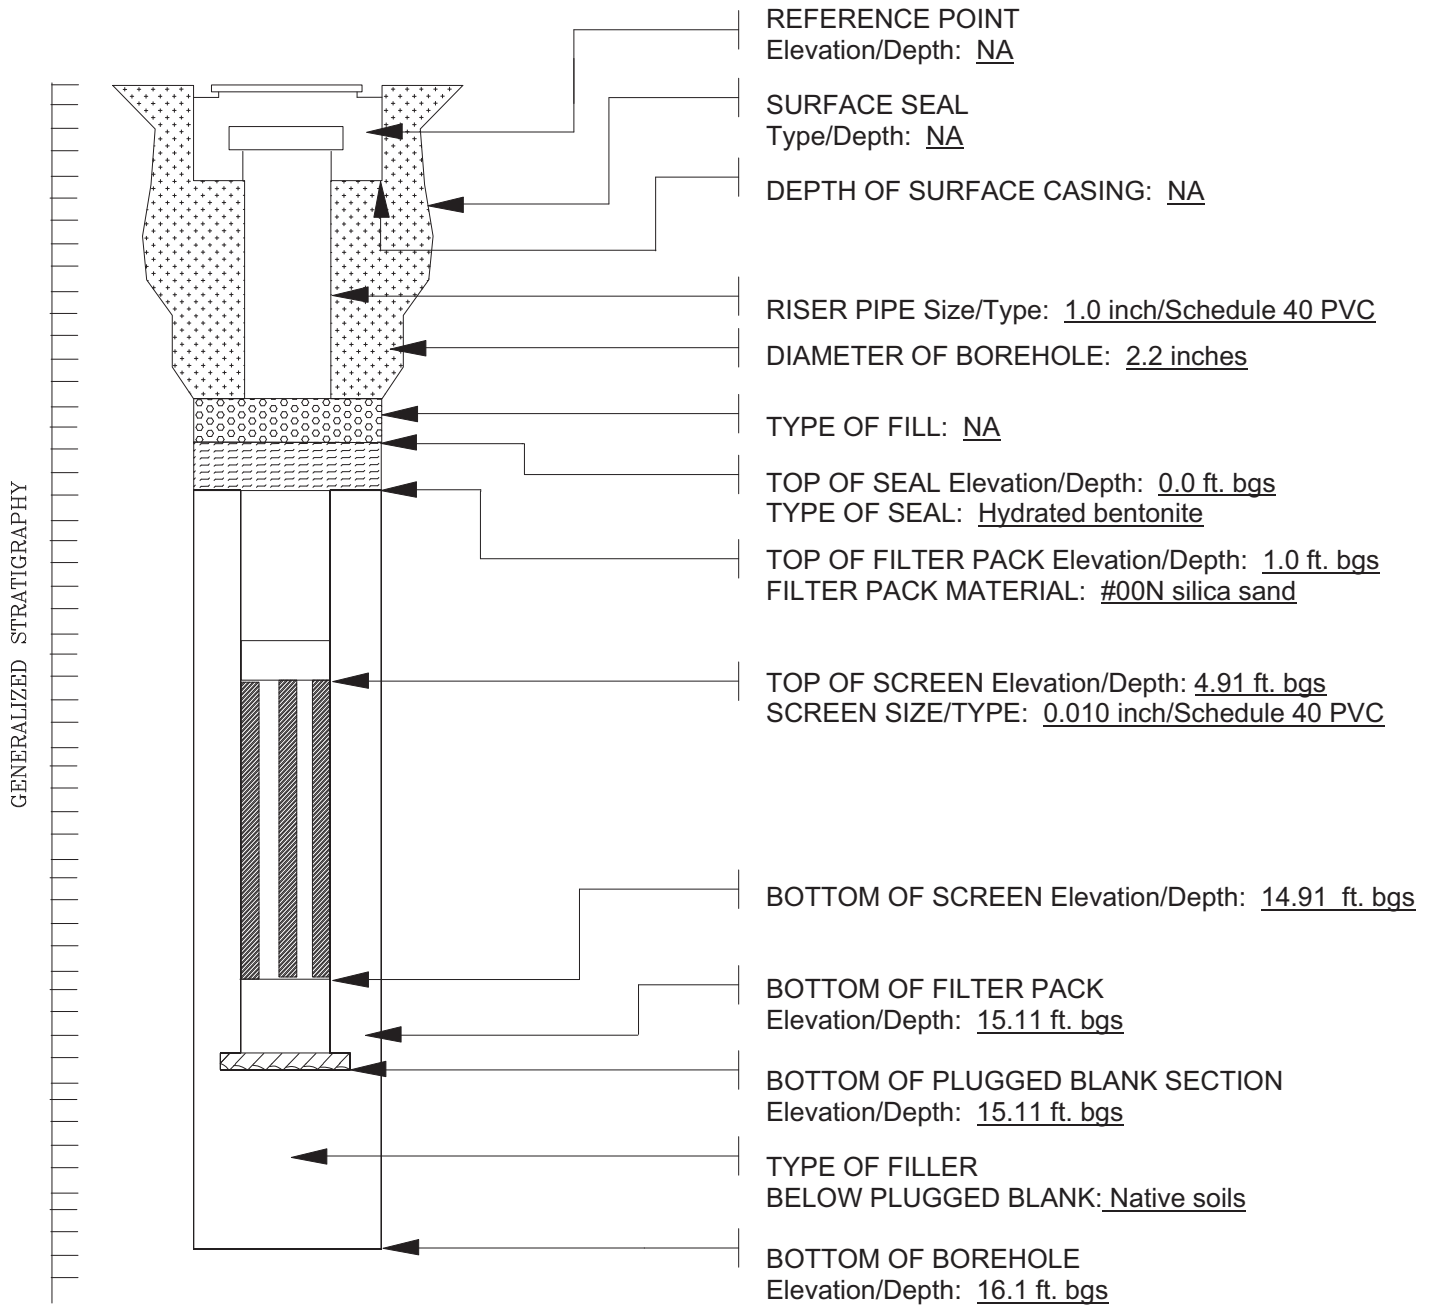 REFERENCE POINT
Elevation/Depth: NA
SURFACE SEAL
Type/Depth: NA
DEPTH OF SURFACE CASING: NA
RISER PIPE Size/Type: 1.0 inch/Schedule 40 PVC
DIAMETER OF BOREHOLE: 2.2 inches
TYPE OF FILL: NA
TOP OF SEAL Elevation/Depth: 0.0 ft. bgs
TYPE OF SEAL: Hydrated bentonite
TOP OF FILTER PACK Elevation/Depth: 1.0 ft. bgs
FILTER PACK MATERIAL: #00N silica sand
GENERALIZED STRATIGRAPHY
TOP OF SCREEN Elevation/Depth: 4.91 ft. bgs
SCREEN SIZE/TYPE: 0.010 inch/Schedule 40 PVC
BOTTOM OF SCREEN Elevation/Depth: 14.91 ft. bgs
BOTTOM OF FILTER PACK
Elevation/Depth: 15.11 ft. bgs
BOTTOM OF PLUGGED BLANK SECTION
Elevation/Depth: 15.11 ft. bgs
TYPE OF FILLER
BELOW PLUGGED BLANK: Native soils
BOTTOM OF BOREHOLE
Elevation/Depth: 16.1 ft. bgs